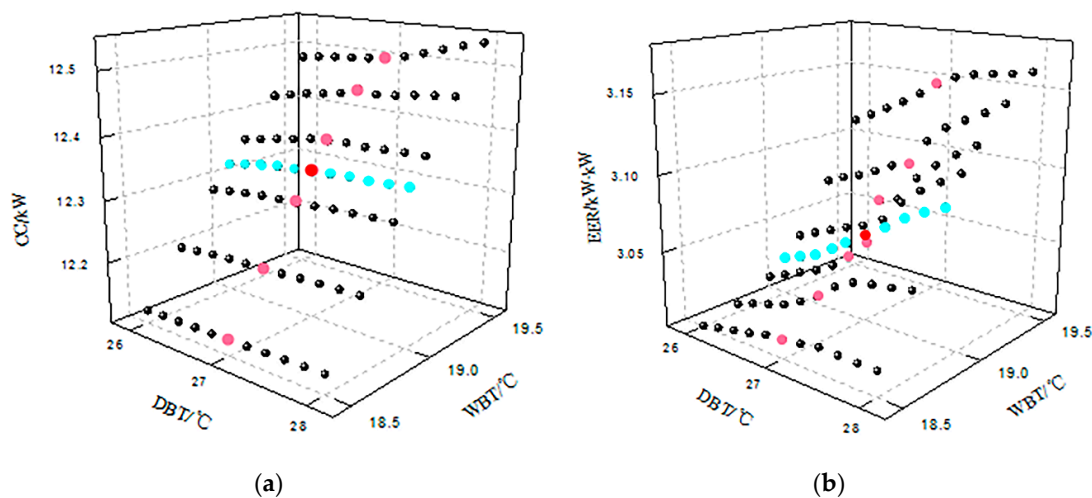 12.5
12.4
12.3
12.2
CC/kW
26
27
28
DBT/℃
18.5
19.0
19.5
WBT/℃
(a)
3.15
3.10
3.05
EER/kW·kW
26
27
28
DBT/℃
18.5
19.0
19.5
WBT/℃
(b)